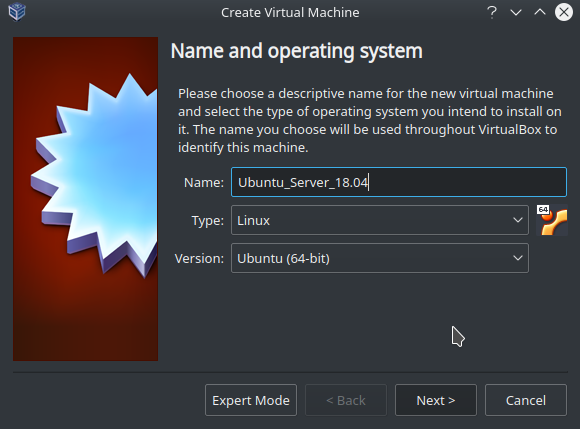 Create Virtual Machine
?
Name and operating system
Please choose a descriptive name for the new virtual machine
and select the type of operating system you intend to install on
it. The name you choose will be used throughout VirtualBox to
identify this machine.
Name: Ubuntu_Server_18.04
Type: Linux 64
Version: Ubuntu (64-bit)
Expert Mode < Back Next > Cancel